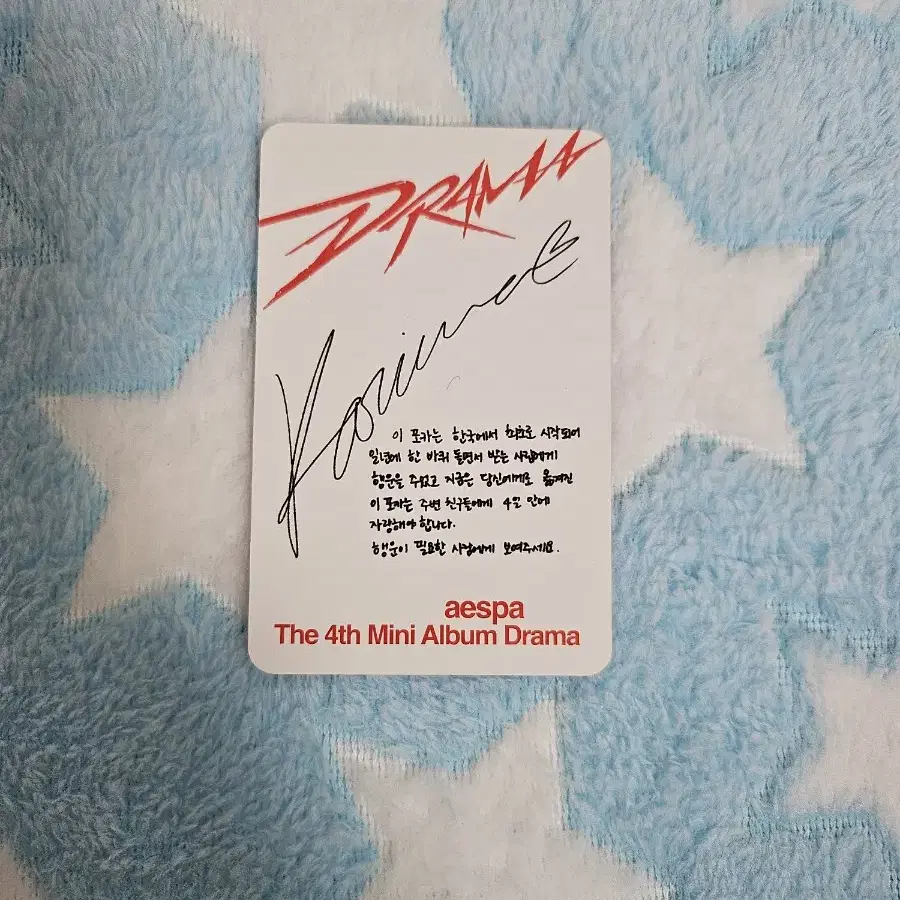 DRAMA
Karina
이 포카는 한국에서 최초로 시작되어
일년에 한 바퀴 돌면서 받는 사람에게
행운을 주었고 지금은 당신에게로 옮겨진
이 포카는 주변 친구들에게 4일 안에
자랑해야 합니다.
행운이 필요한 사람에게 보여주세요.
aespa
The 4th Mini Album Drama